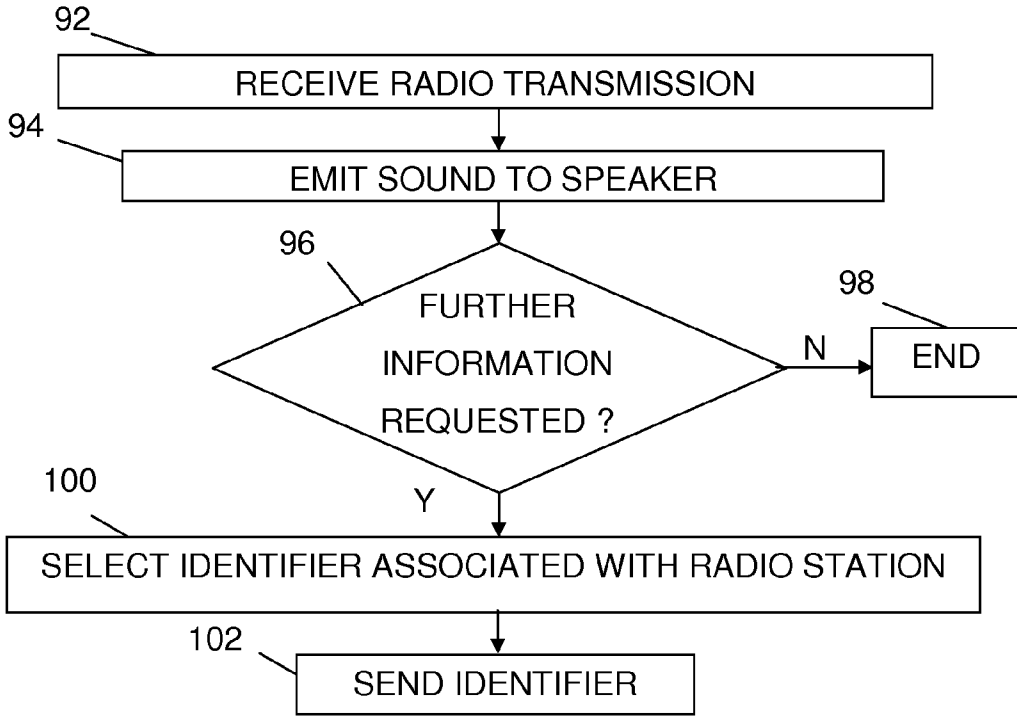 92
RECEIVE RADIO TRANSMISSION
94
EMIT SOUND TO SPEAKER
96
FURTHER
INFORMATION
REQUESTED ?
N
98
END
Y
100
SELECT IDENTIFIER ASSOCIATED WITH RADIO STATION
102
SEND IDENTIFIER